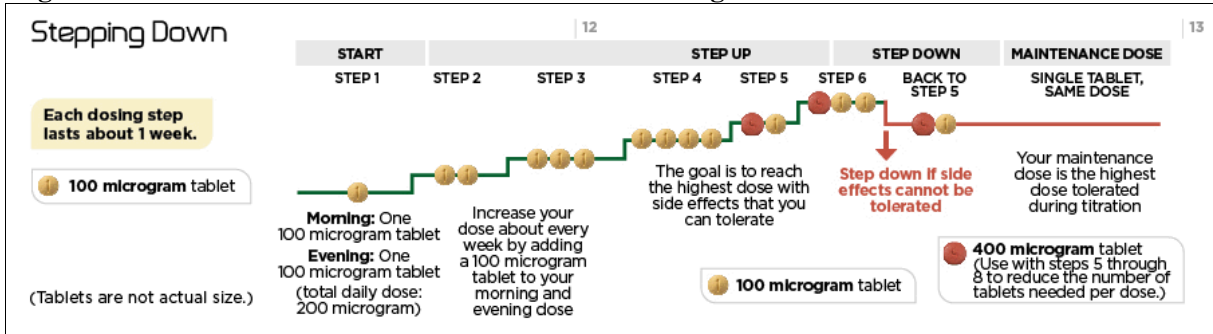 Stepping Down
12
13
START
STEP UP
STEP DOWN
MAINTENANCE DOSE
STEP 1
STEP 2
STEP 3
STEP 4
STEP 5
STEP 6
BACK TO
STEP 5
SINGLE TABLET,
SAME DOSE
Each dosing step
lasts about 1 week.
100 microgram tablet
Morning: One
100 microgram tablet
Evening: One
100 microgram tablet
(total daily dose:
200 microgram)
Increase your
dose about every
week by adding
a 100 microgram
tablet to your
morning and
evening dose
The goal is to reach
the highest dose with
side effects that you
can tolerate
Step down if side
effects cannot be
tolerated
Your maintenance
dose is the highest
dose tolerated
during titration
(Tablets are not actual size.)
100 microgram tablet
400 microgram tablet
(Use with steps 5 through
8 to reduce the number of
tablets needed per dose.)